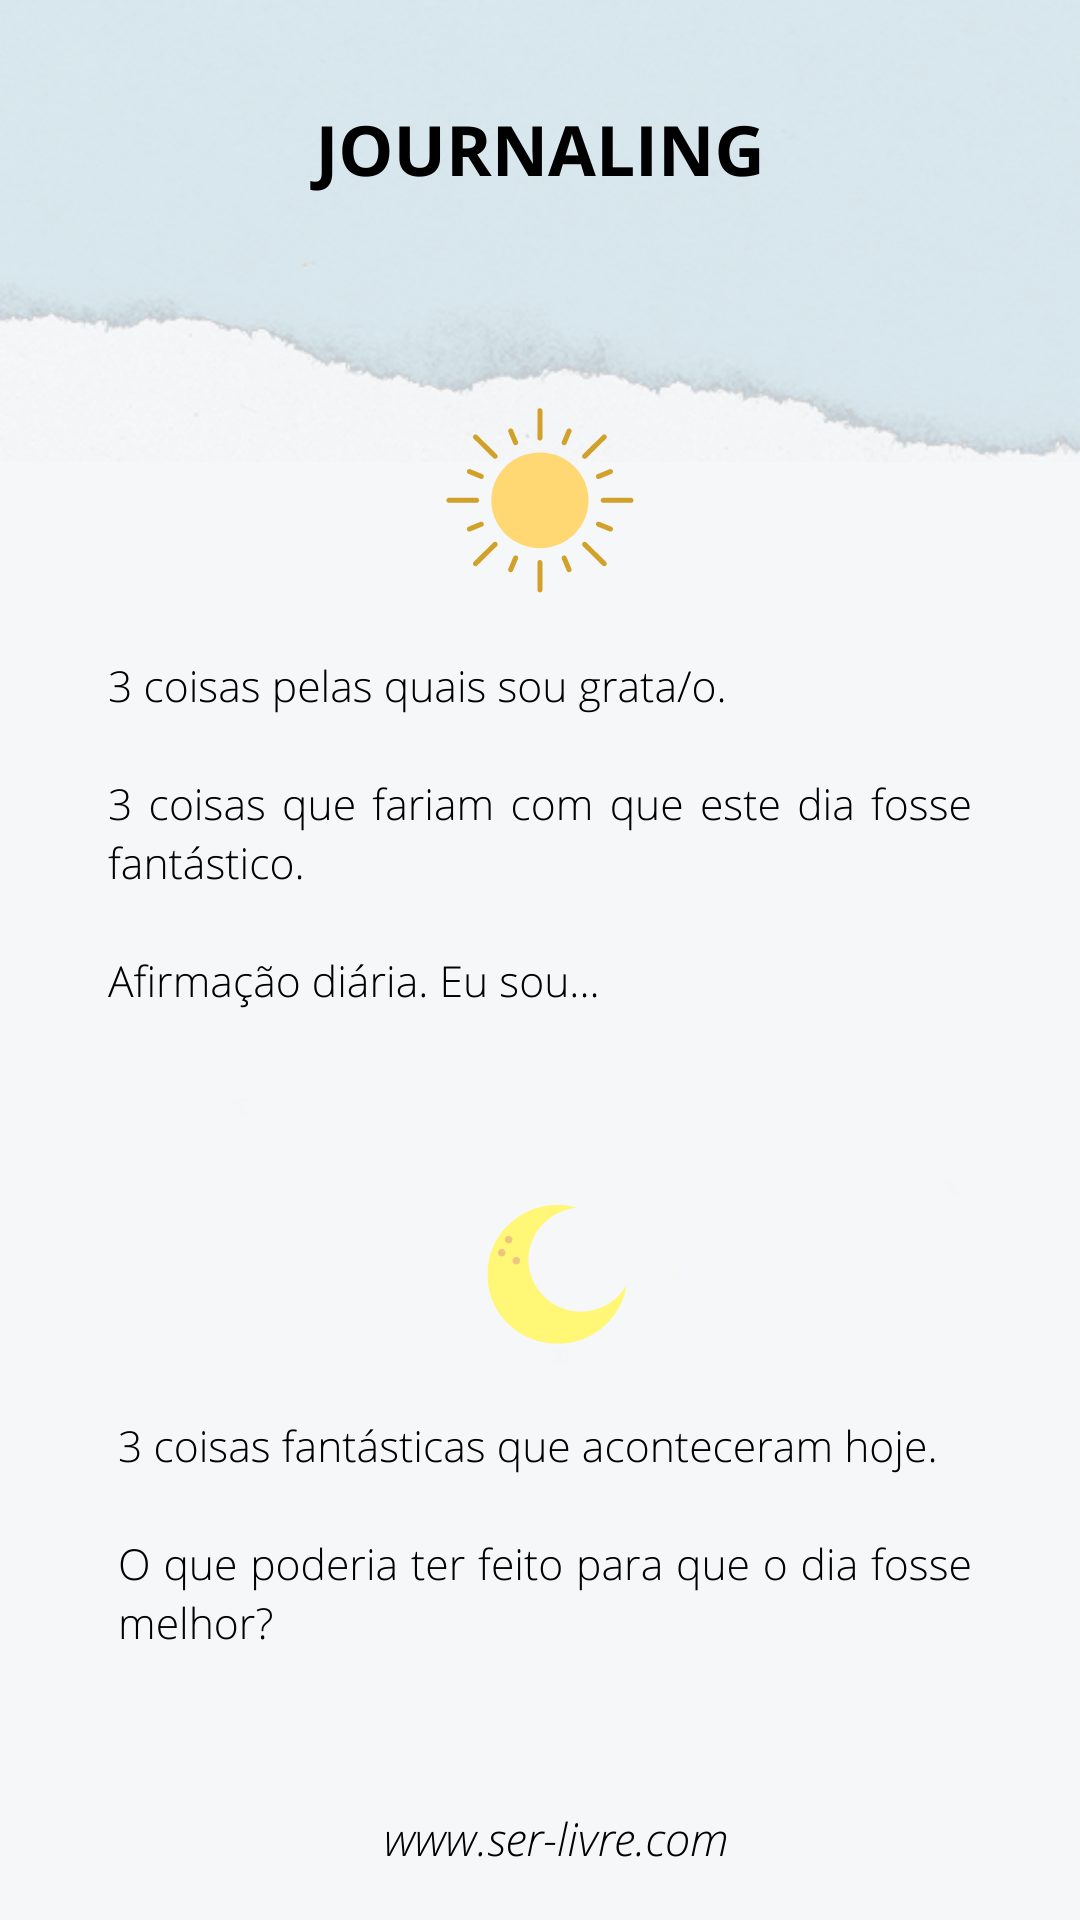 JOURNALING
3 coisas pelas quais sou grata/o.
3 coisas que fariam com que este dia fosse
fantástico.
Afirmação diária. Eu sou...
3 coisas fantásticas que aconteceram hoje.
O que poderia ter feito para que o dia fosse
melhor?
www.ser-livre.com